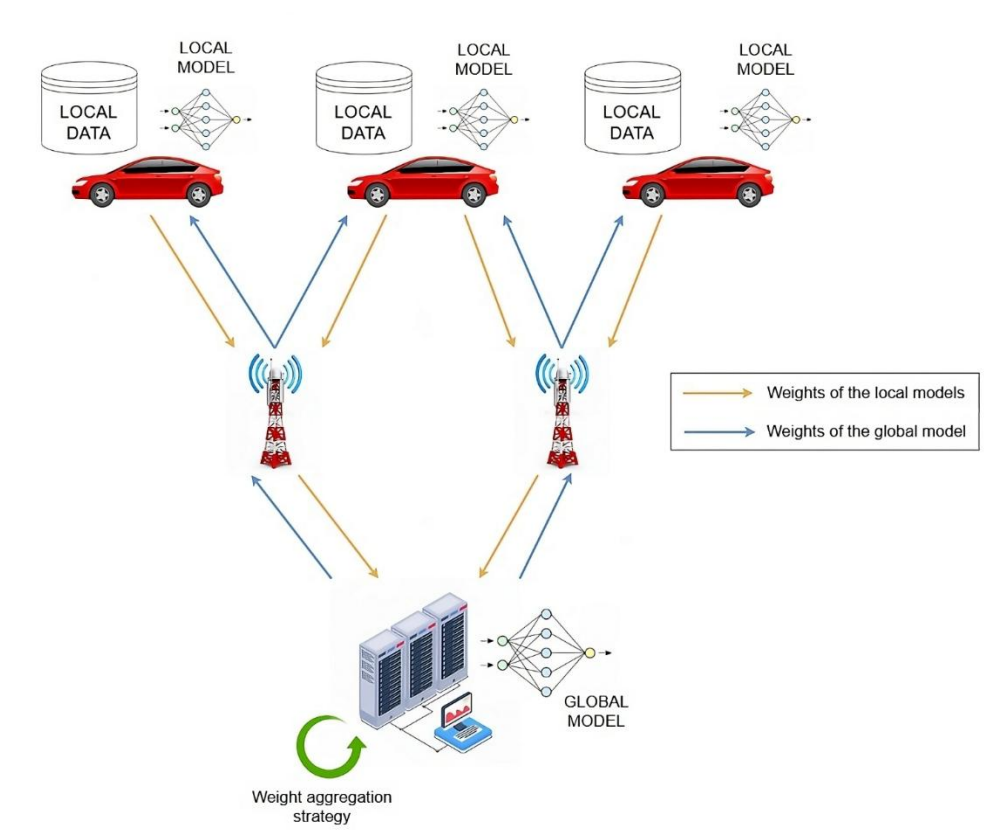 LOCAL
MODEL
LOCAL
MODEL
LOCAL
MODEL
LOCAL
DATA
LOCAL
DATA
LOCAL
DATA
Weights of the local models
Weights of the global model
GLOBAL
MODEL
Weight aggregation
strategy